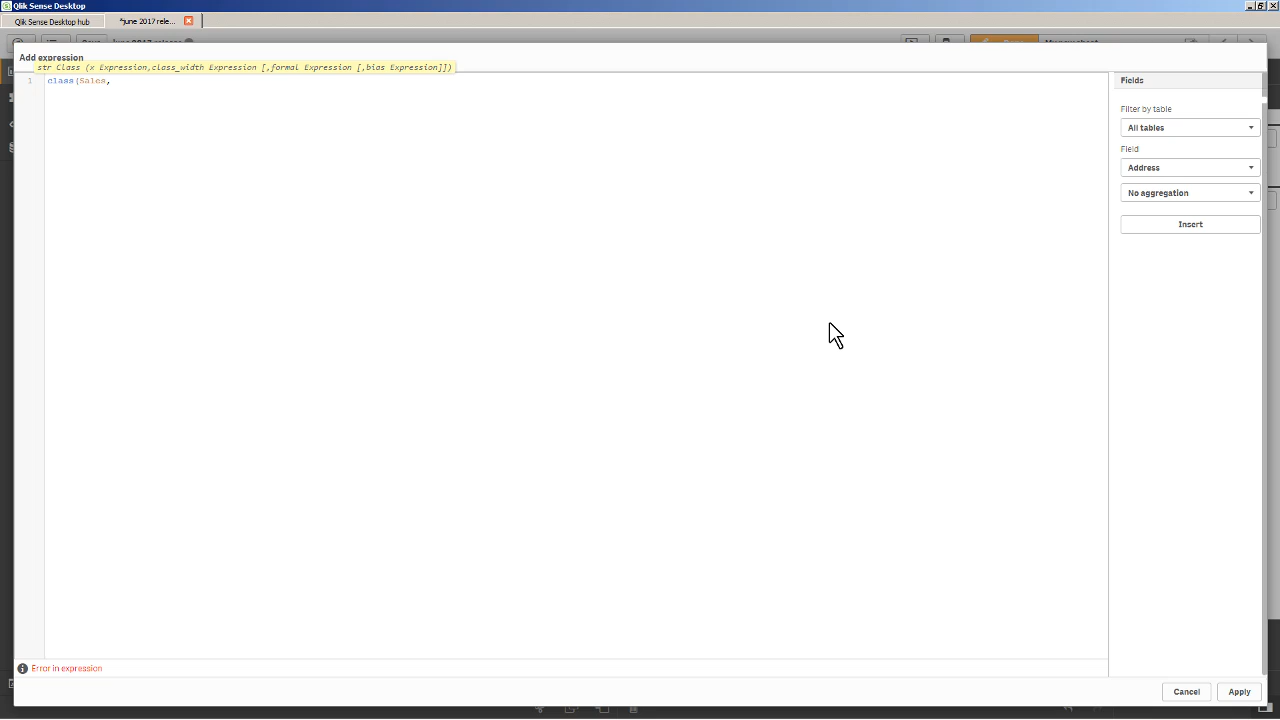 Qlik Sense Desktop
Qlik Sense Desktop hub
*june 2017 rele...
Add expression
str Class (x Expression,class_width Expression [,formal Expression [,bias Expression]])
1 class(Sales,
Fields
Filter by table
All tables
Field
Address
No aggregation
Insert
Error in expression
Cancel
Apply